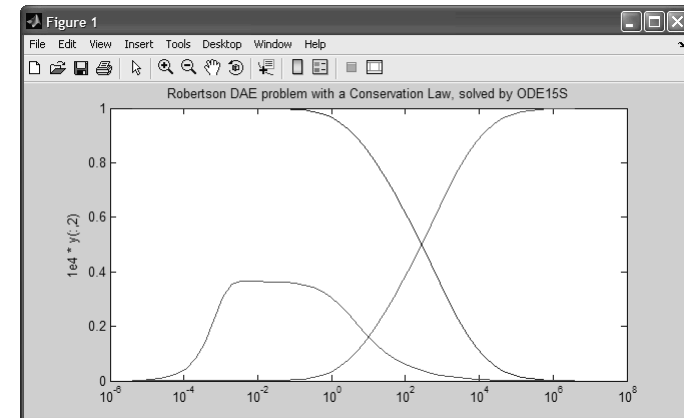 Figure 1
File Edit View Insert Tools Desktop Window Help
Robertson DAE problem with a Conservation Law, solved by ODE15S
1e4 * y(:,2)
1
0.8
0.6
0.4
0.2
0
10^-6 10^-4 10^-2 10^0 10^2 10^4 10^6 10^8